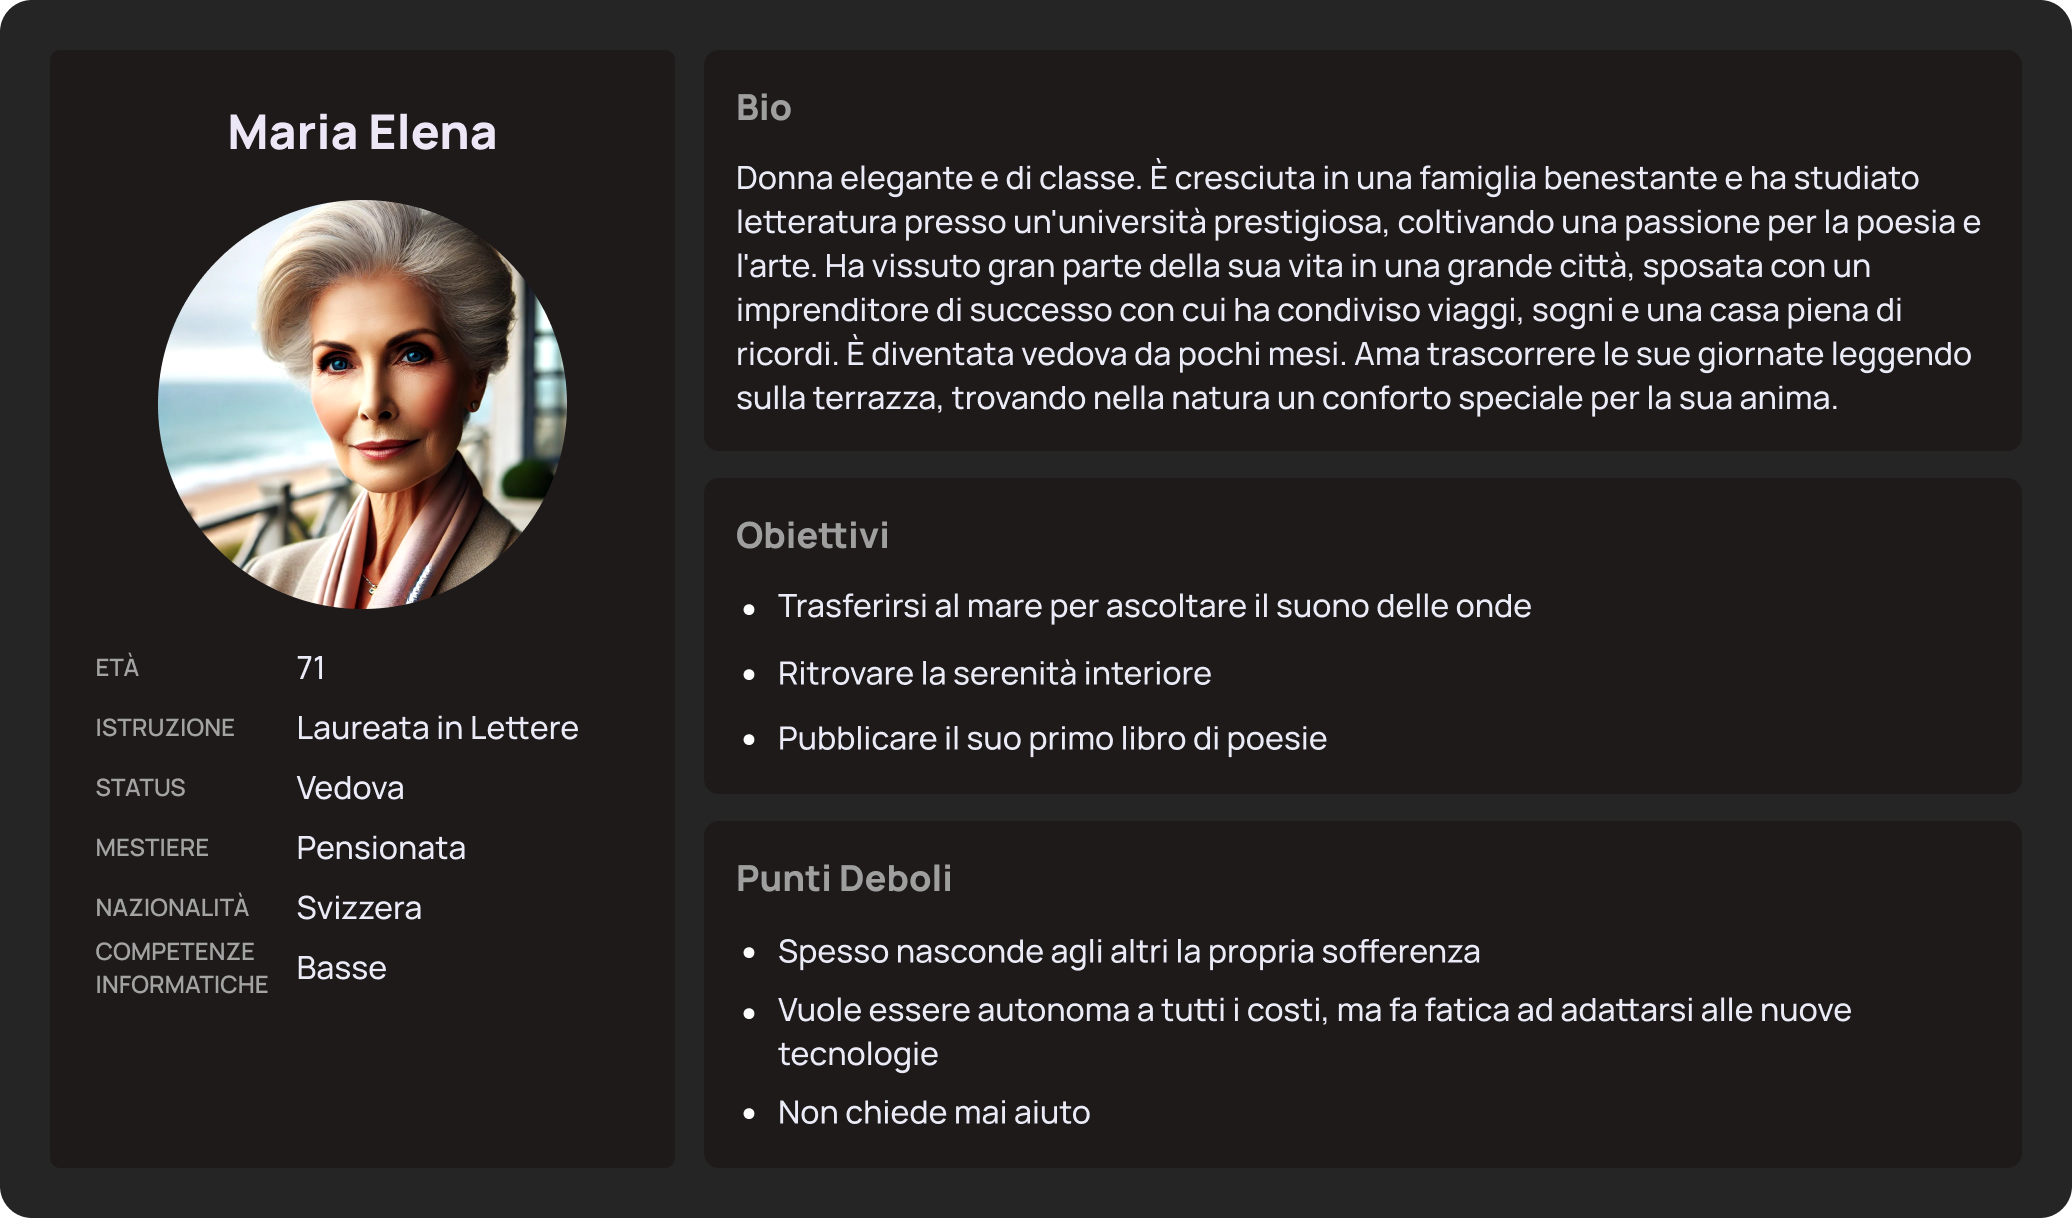 Maria Elena
ETÀ 71
ISTRUZIONE Laureata in Lettere
STATUS Vedova
MESTIERE Pensionata
NAZIONALITÀ Svizzera
COMPETENZE
INFORMATICHE Basse
Bio
Donna elegante e di classe. È cresciuta in una famiglia benestante e ha studiato
letteratura presso un'università prestigiosa, coltivando una passione per la poesia e
l'arte. Ha vissuto gran parte della sua vita in una grande città, sposata con un
imprenditore di successo con cui ha condiviso viaggi, sogni e una casa piena di
ricordi. È diventata vedova da pochi mesi. Ama trascorrere le sue giornate leggendo
sulla terrazza, trovando nella natura un conforto speciale per la sua anima.
Obiettivi
• Trasferirsi al mare per ascoltare il suono delle onde
• Ritrovare la serenità interiore
• Pubblicare il suo primo libro di poesie
Punti Deboli
• Spesso nasconde agli altri la propria sofferenza
• Vuole essere autonoma a tutti i costi, ma fa fatica ad adattarsi alle nuove
tecnologie
• Non chiede mai aiuto